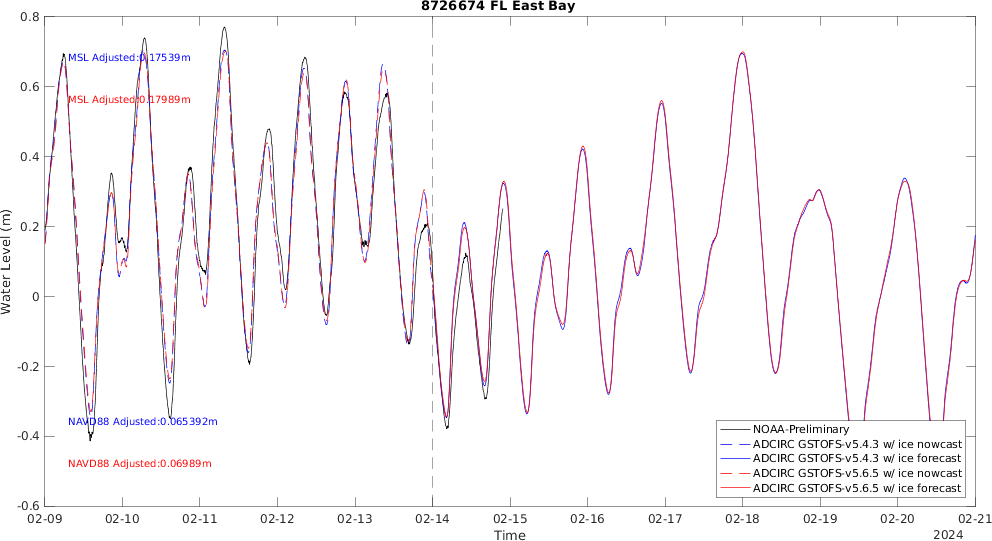 8726674 FL East Bay
0.8
0.6
0.4
0.2
0
-0.2
-0.4
-0.6
Water Level (m)
MSL Adjusted:0.17539m
MSL Adjusted:0.17989m
NAVD88 Adjusted:0.065392m
NAVD88 Adjusted:0.06989m
NOAA-Preliminary
ADCIRC GSTOFS-v5.4.3 w/ ice nowcast
ADCIRC GSTOFS-v5.4.3 w/ ice forecast
ADCIRC GSTOFS-v5.6.5 w/ ice nowcast
ADCIRC GSTOFS-v5.6.5 w/ ice forecast
02-09 02-10 02-11 02-12 02-13 02-14 02-15 02-16 02-17 02-18 02-19 02-20 02-21
Time
2024